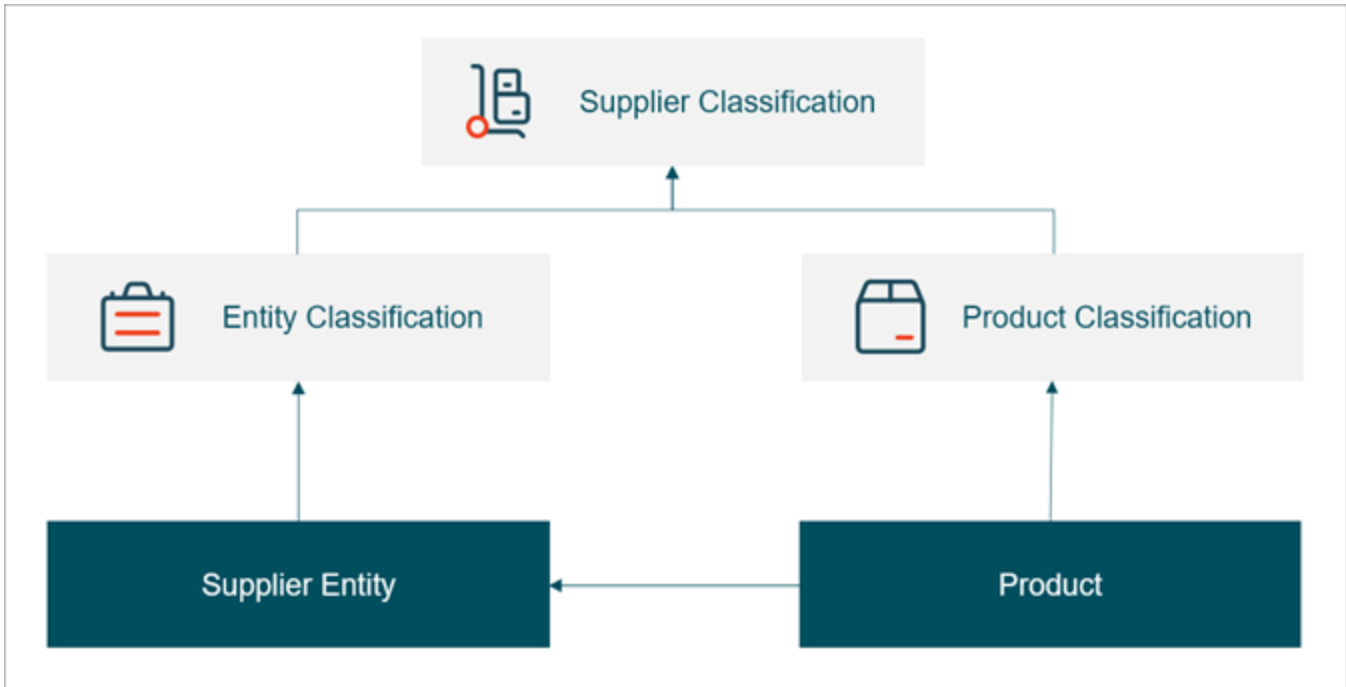 Supplier Classification
Entity Classification
Product Classification
Supplier Entity
Product